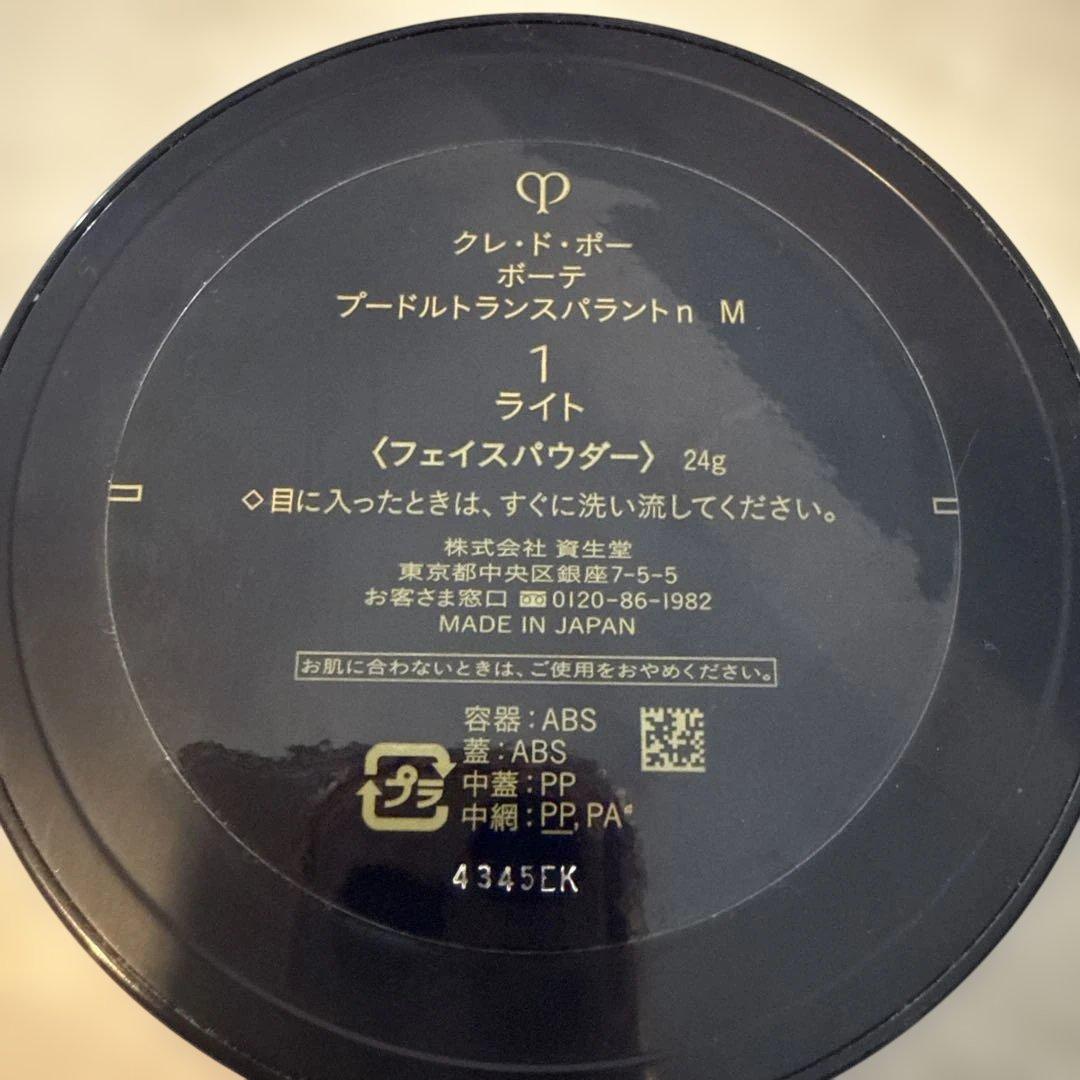 クレ・ド・ポー
ボーテ
プードルトランスパラントn M
1
ライト
〈フェイスパウダー〉 24g
◇目に入ったときは、すぐに洗い流してください。
株式会社 資生堂
東京都中央区銀座7-5-5
お客さま窓口 0120-86-1982
MADE IN JAPAN
お肌に合わないときは、ご使用をおやめください。
容器:ABS
蓋:ABS
中蓋:PP
中網:PP, PA
プラ
4345EK